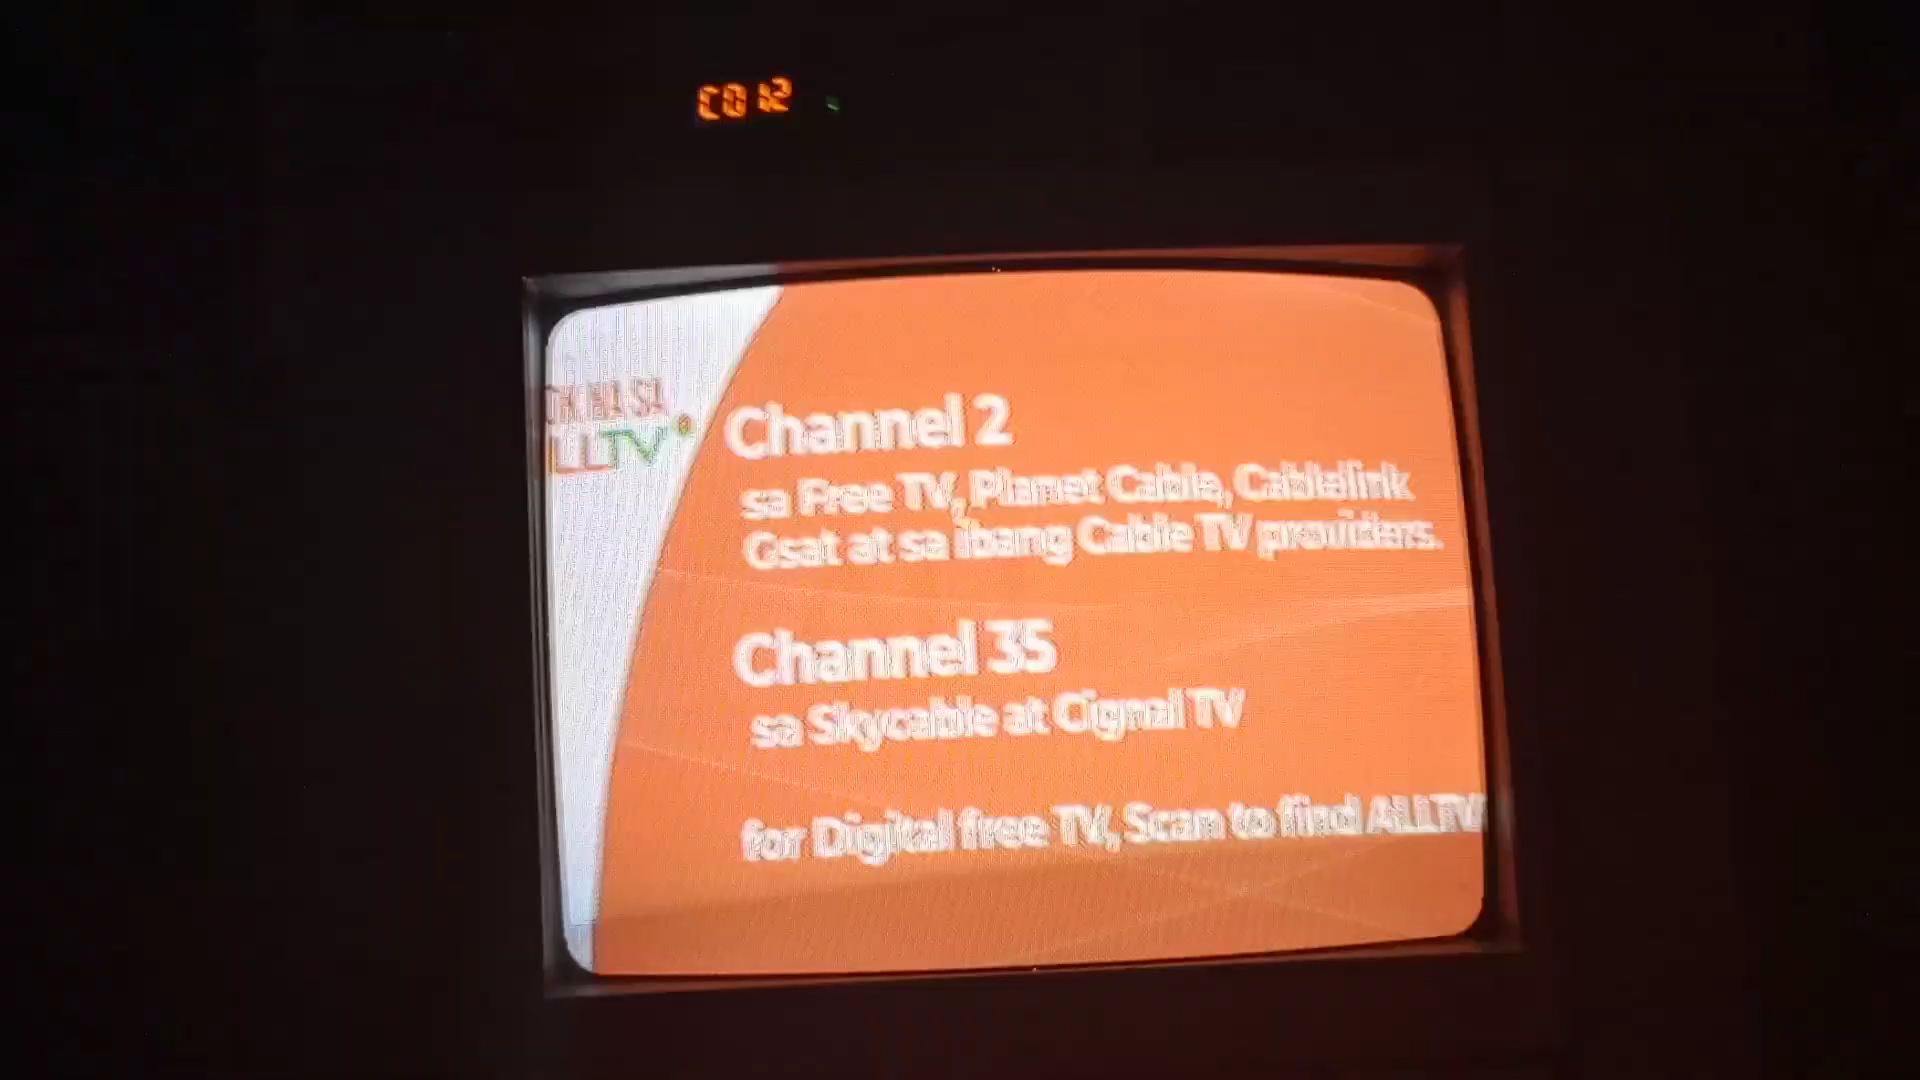 C012
ALLTV
Channel 2
sa Free TV, Planet Cable, Cablelink
Gsat at sa ibang Cable TV providers.
Channel 35
sa Skycable at Cignal TV
for Digital free TV, Scan to find ALLTV